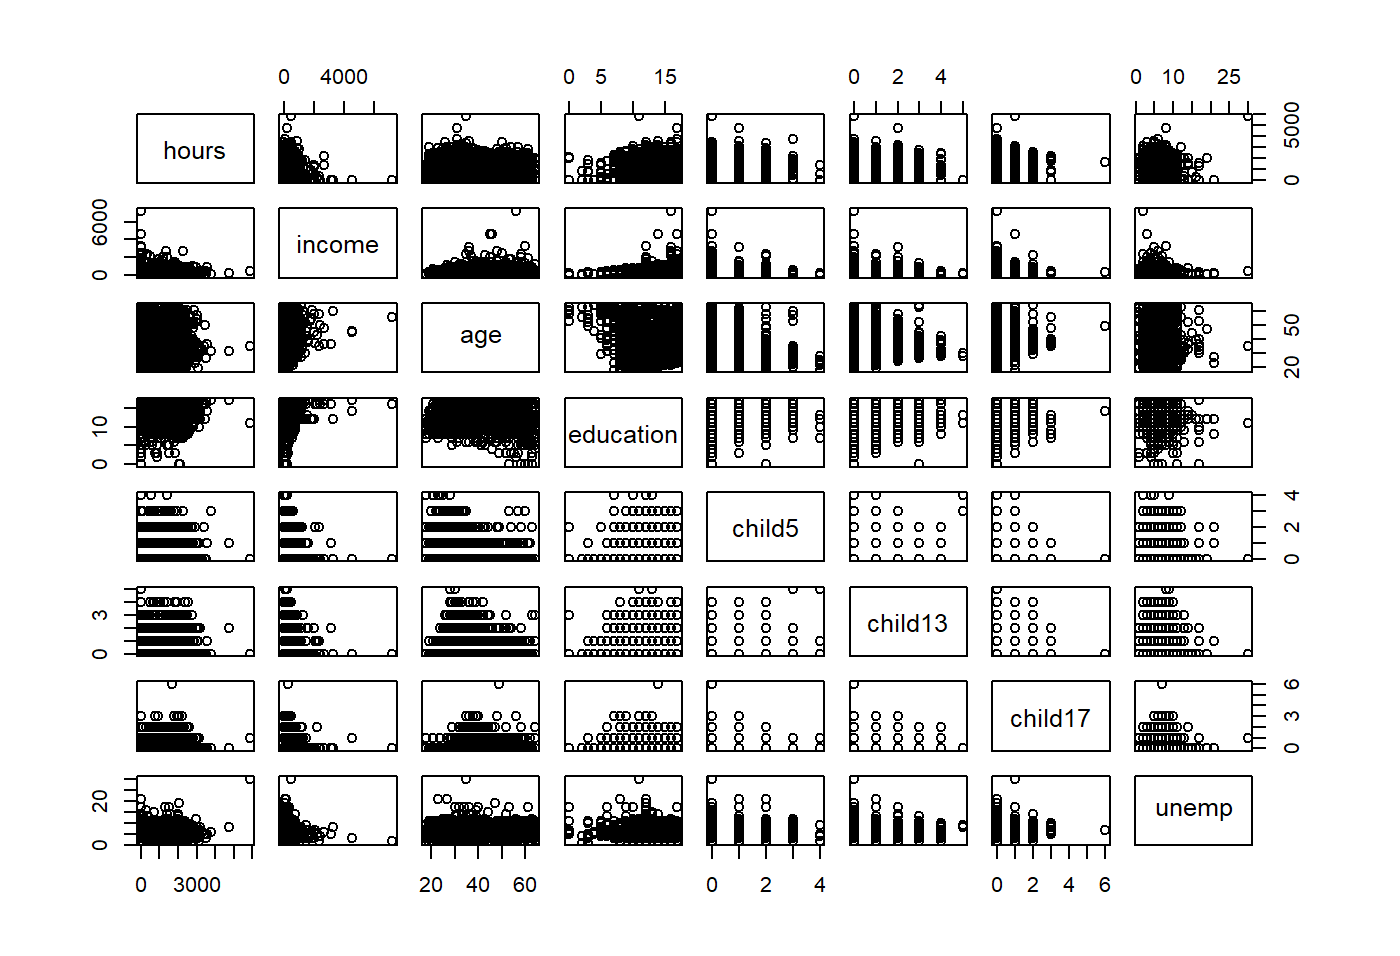 0 4000 0 5 15 0 2 4 0 10 25
hours 0 5000
0 6000 income
age 20 50
0 10 education
child5 0 2 4
0 3 child13
child17 0 3 6
0 20 unemp
0 3000 20 40 60 0 2 4 0 2 4 6